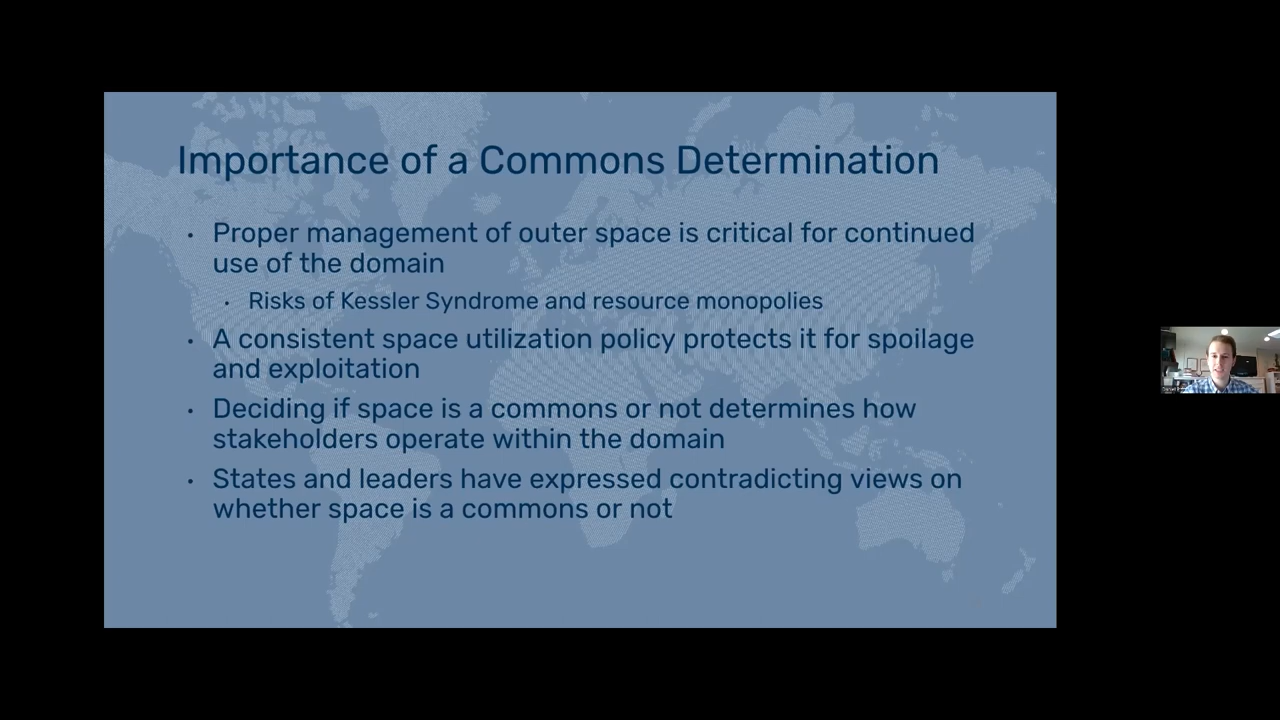 Importance of a Commons Determination
• Proper management of outer space is critical for continued
use of the domain
• Risks of Kessler Syndrome and resource monopolies
• A consistent space utilization policy protects it for spoilage
and exploitation
• Deciding if space is a commons or not determines how
stakeholders operate within the domain
• States and leaders have expressed contradicting views on
whether space is a commons or not